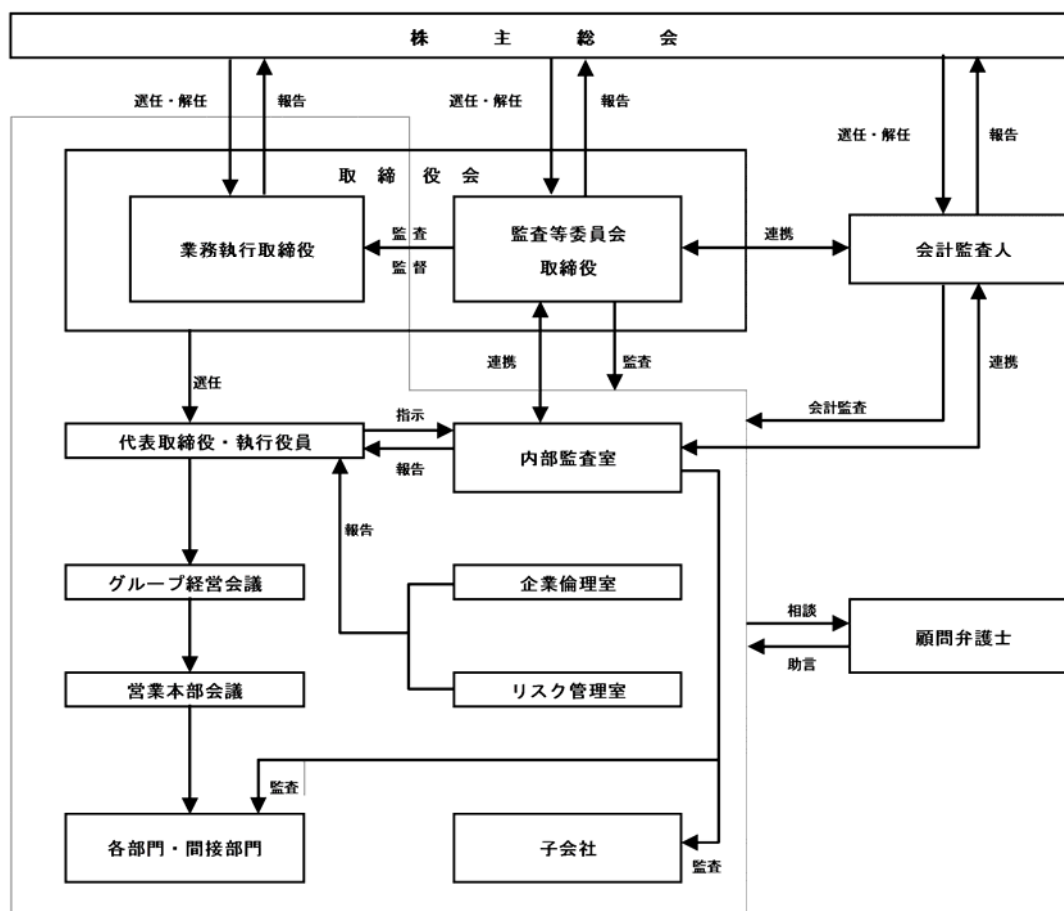 株主総会
選任・解任
報告
選任・解任
報告
選任・解任
報告
取締役会
業務執行取締役
監査
監督
監査等委員会
取締役
連携
会計監査人
選任
連携
監査
連携
会計監査
代表取締役・執行役員
指示
報告
内部監査室
報告
グループ経営会議
企業倫理室
相談
助言
顧問弁護士
営業本部会議
リスク管理室
監査
各部門・間接部門
子会社
監査